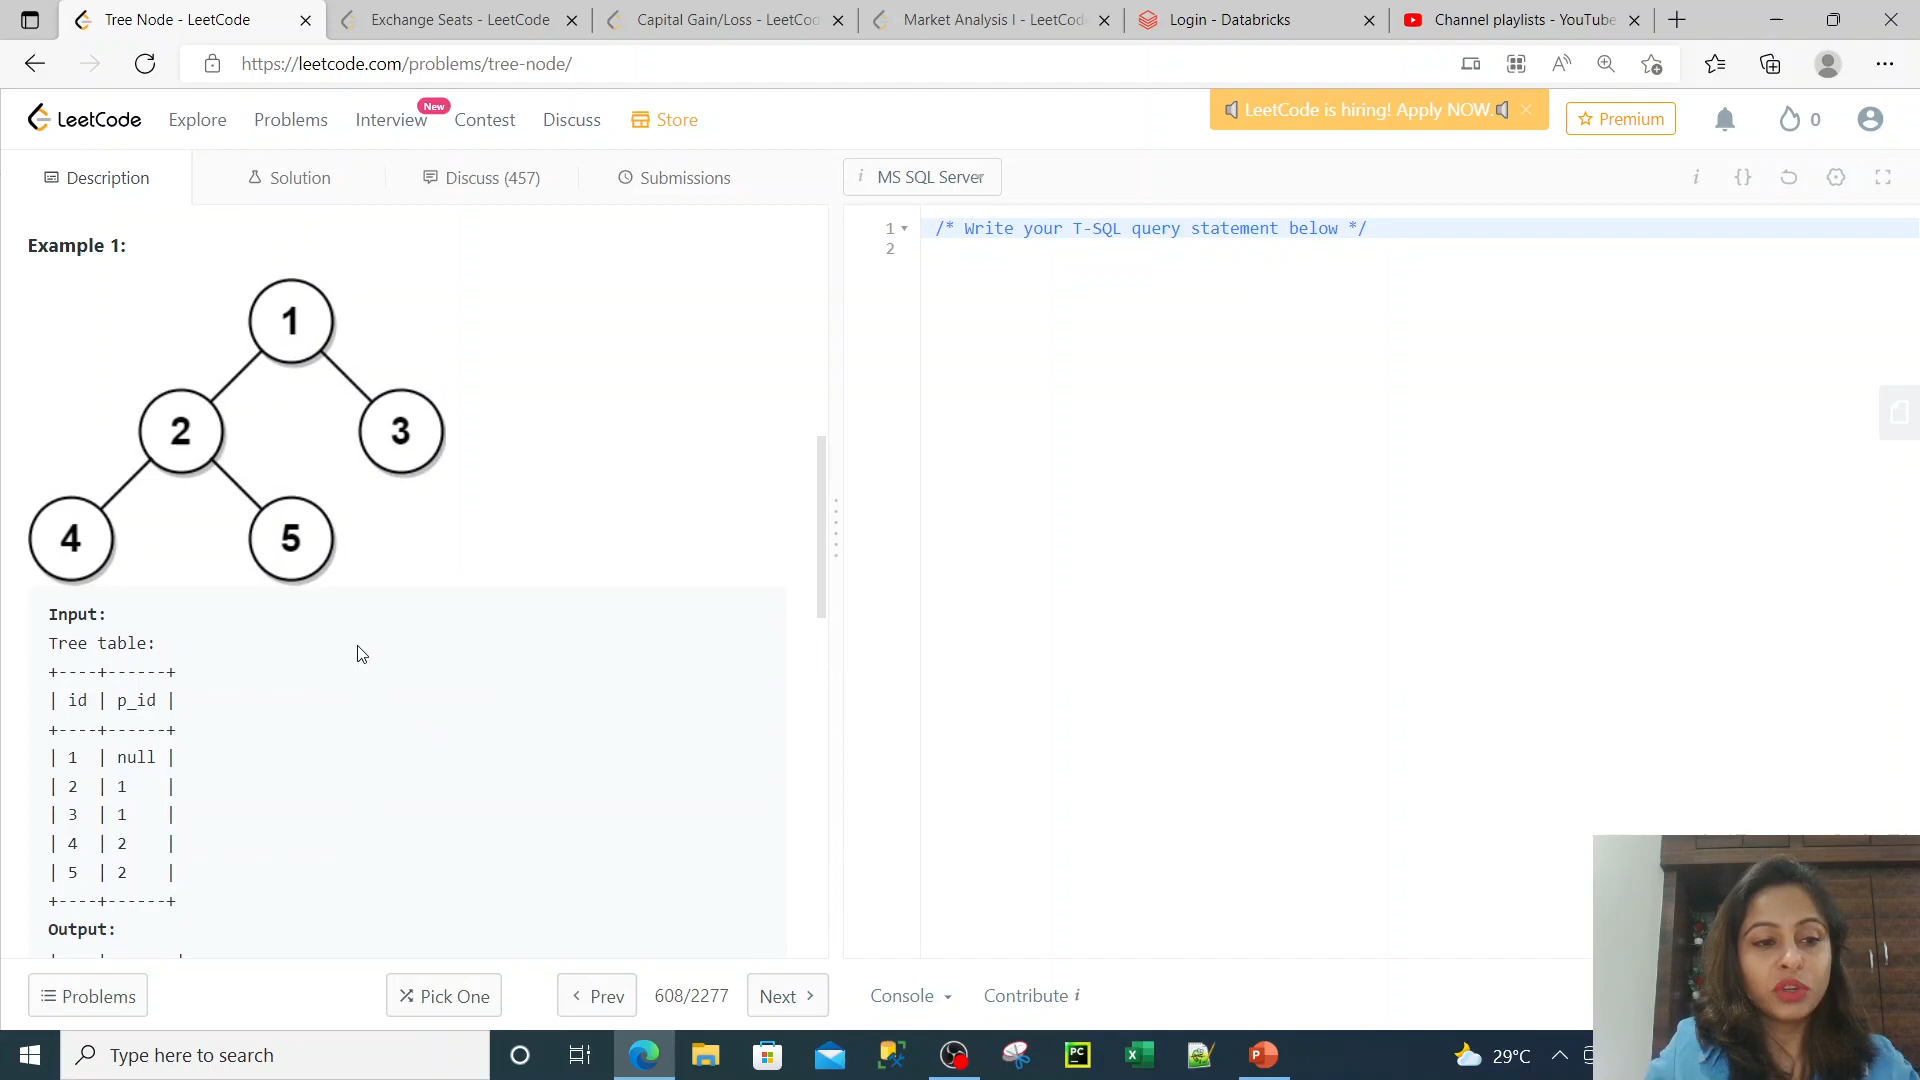 Tree Node - LeetCode
Exchange Seats - LeetCode
Capital Gain/Loss - LeetCo
Market Analysis I - LeetCod
Login - Databricks
Channel playlists - YouTube
https://leetcode.com/problems/tree-node/
LeetCode
Explore
Problems
Interview
New
Contest
Discuss
Store
LeetCode is hiring! Apply NOW.
Premium
0
Description
Solution
Discuss (457)
Submissions
i MS SQL Server
i
{}
Example 1:
1
2
3
4
5
Input:
Tree table:
+----+------+
| id | p_id |
+----+------+
| 1 | null |
| 2 | 1 |
| 3 | 1 |
| 4 | 2 |
| 5 | 2 |
+----+------+
Output:
1
/* Write your T-SQL query statement below */
2
Problems
Pick One
< Prev
608/2277
Next >
Console
Contribute i
Type here to search
PC
29°C